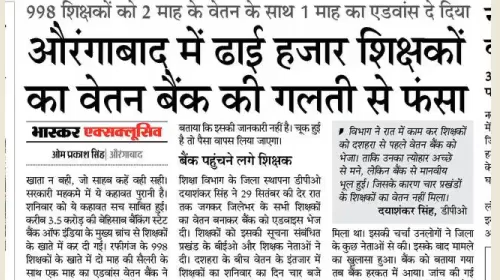 998 शिक्षकों को 2 माह के वेतन के साथ 1 माह का एडवांस दे दिया
औरंगाबाद में ढाई हजार शिक्षकों
का वेतन बैंक की गलती से फंसा
भास्कर एक्सक्लूसिव
ओम प्रकाश सिंह | औरंगाबाद
खाता न बही, जो साहब कहें वही सही।
सरकारी महकमे में ये कहावत पुरानी है।
शनिवार को ये कहावत सच साबित हुई।
करीब 3.5 करोड़ की बेहिसाब बैंकिंग स्टेट
बैंक ऑफ इंडिया के मुख्य ब्रांच से शिक्षकों
के खाते में कर दी गई। रफीगंज के 998
शिक्षकों के खाते में दो माह की सैलरी के
साथ एक माह का एडवांस वेतन बैंक ने
बताया कि इसकी जानकारी नहीं है। चूक हुई
है तो पैसा वापस लिया जाएगा।
बैंक पहुंचने लगे शिक्षक
शिक्षा विभाग के जिला स्थापना डीपीओ
दयाशंकर सिंह ने 29 सितंबर की देर रात
तक जगकर जिलेभर के सभी शिक्षकों
का वेतन बनाकर बैंक को एडवाइस भेज
दी। शिक्षकों को इसकी सूचना संबंधित
प्रखंड के बीईओ और शिक्षक नेताओं ने
दी। दशहरा के बीच वेतन के इंतजार में
शिक्षकों का शनिवार का दिन चार बजे
विभाग ने रात में काम कर शिक्षकों
को दशहरा से पहले वेतन बैंक को
भेजा। ताकि उनका त्योहार अच्छे
से मने, लेकिन बैंक से मानवीय
भूल हुई। जिसके कारण चार प्रखंडों
के शिक्षकों का वेतन नहीं मिला।
दयाशंकर सिंह, डीपीओ
मिला था। इसकी चर्चा उनलोगों ने जिला
के कुछ नेताओं से की। इसके बाद मामले
का खुलासा हुआ। बैंक को बताया गया
तब बैंक हरकत में आया। जांच की गई